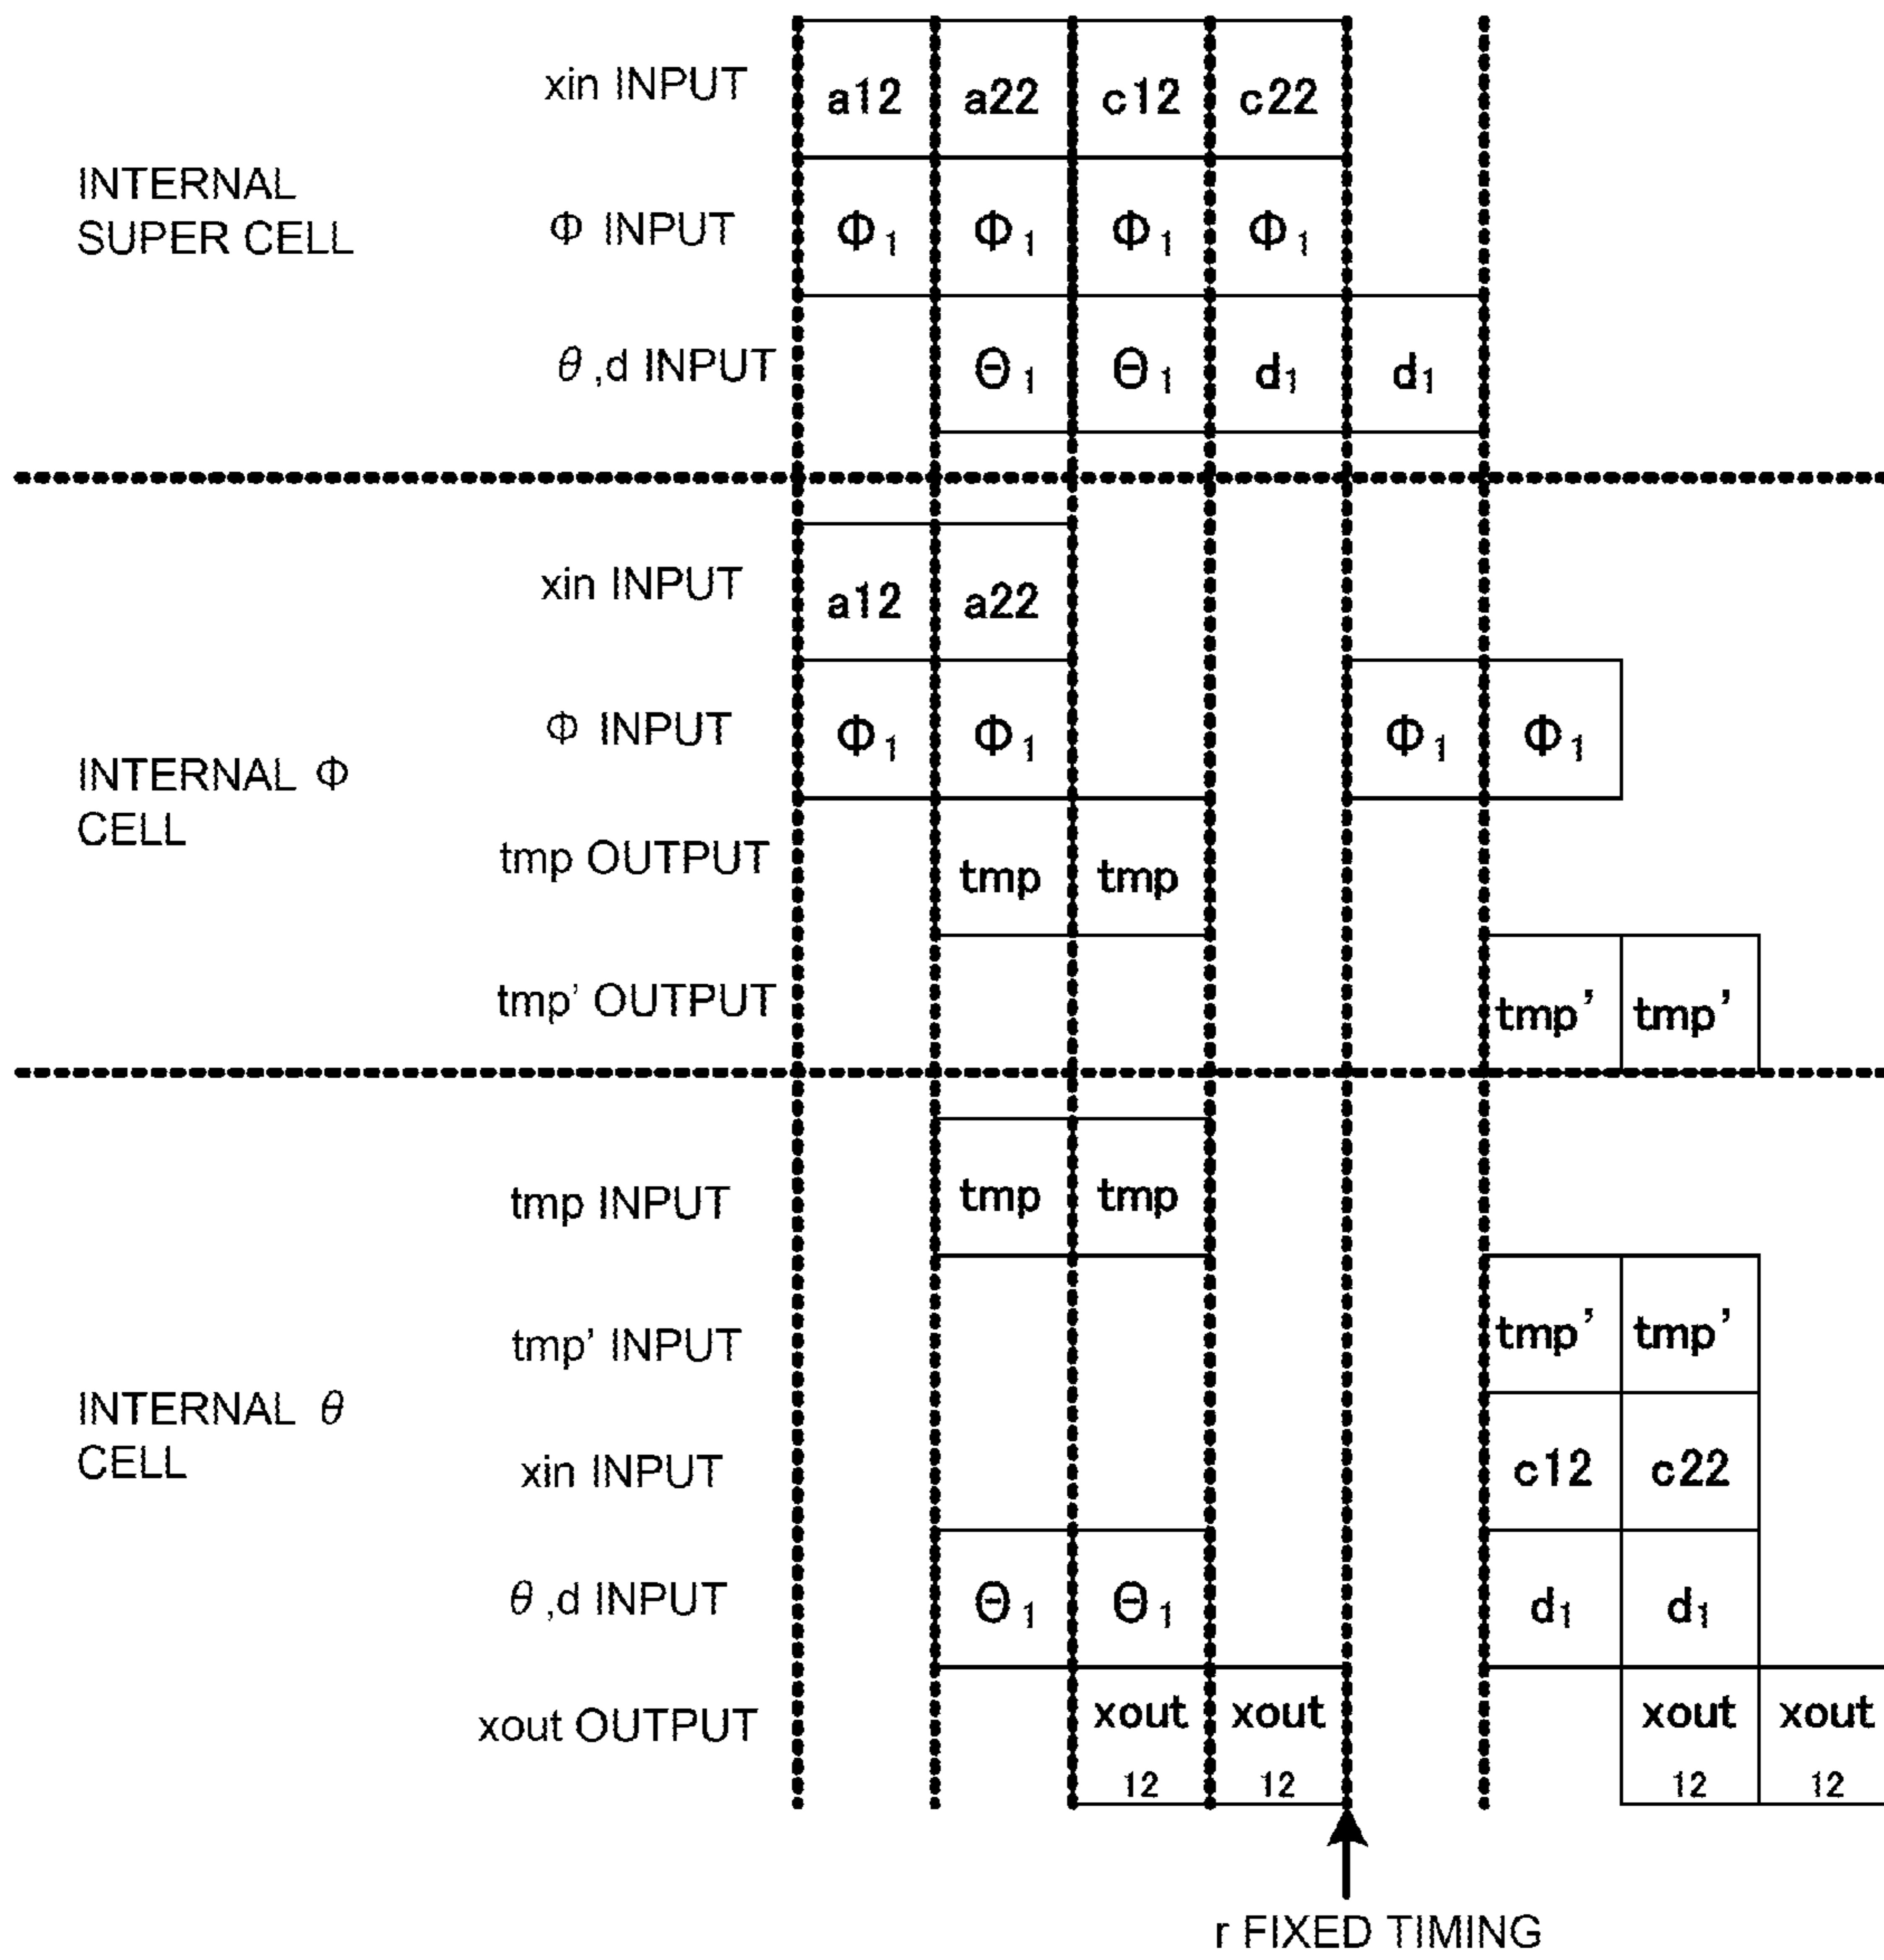 xin INPUT a12 a22 c12 c22
INTERNAL
SUPER CELL
Φ INPUT Φ₁ Φ₁ Φ₁ Φ₁
θ ,d INPUT Θ₁ Θ₁ d₁ d₁
xin INPUT a12 a22
Φ INPUT Φ₁ Φ₁ Φ₁ Φ₁
INTERNAL Φ
CELL
tmp OUTPUT tmp tmp
tmp' OUTPUT tmp' tmp'
tmp INPUT tmp tmp
tmp' INPUT tmp' tmp'
INTERNAL θ
CELL
xin INPUT c12 c22
θ ,d INPUT Θ₁ Θ₁ d₁ d₁
xout OUTPUT xout xout xout xout
12 12 12 12
r FIXED TIMING